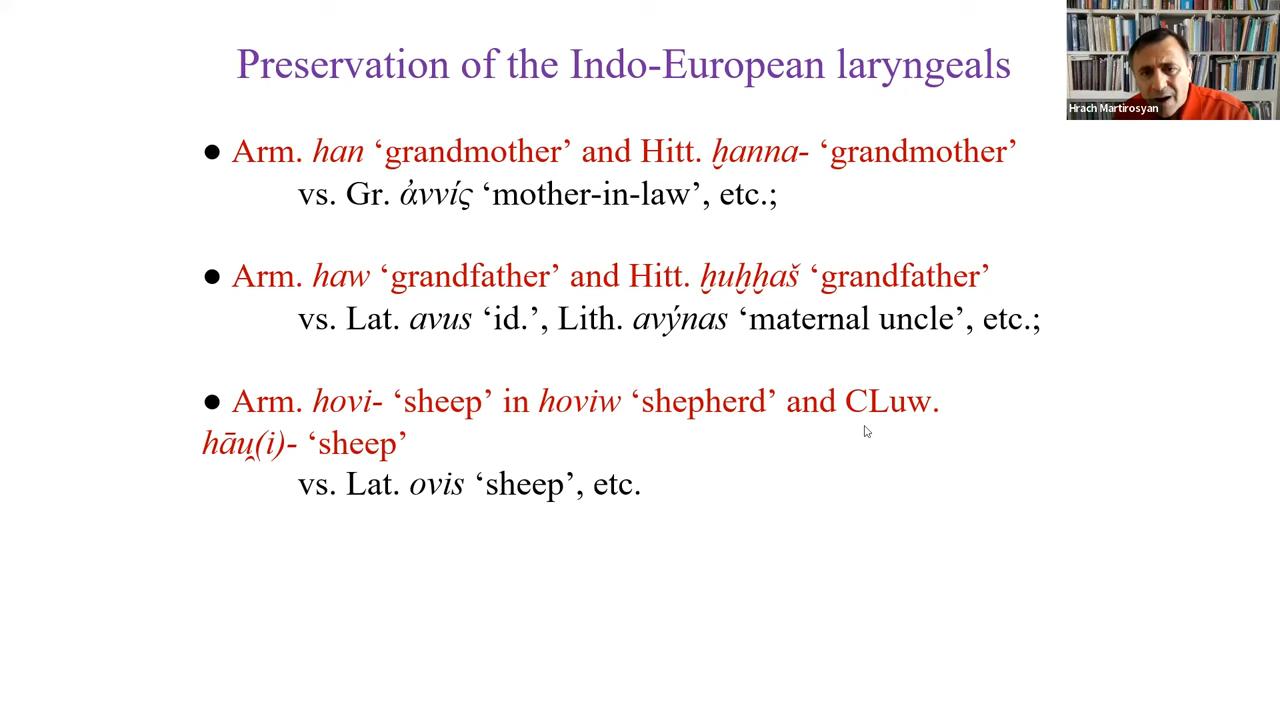 Preservation of the Indo-European laryngeals
Hrach Martirosyan
● Arm. han ‘grandmother’ and Hitt. ḫanna- ‘grandmother’
vs. Gr. ἀννίς ‘mother-in-law’, etc.;
● Arm. haw ‘grandfather’ and Hitt. ḫuḫḫaš ‘grandfather’
vs. Lat. avus ‘id.’, Lith. avýnas ‘maternal uncle’, etc.;
● Arm. hovi- ‘sheep’ in hoviw ‘shepherd’ and CLuw.
hāu̯(i)- ‘sheep’
vs. Lat. ovis ‘sheep’, etc.